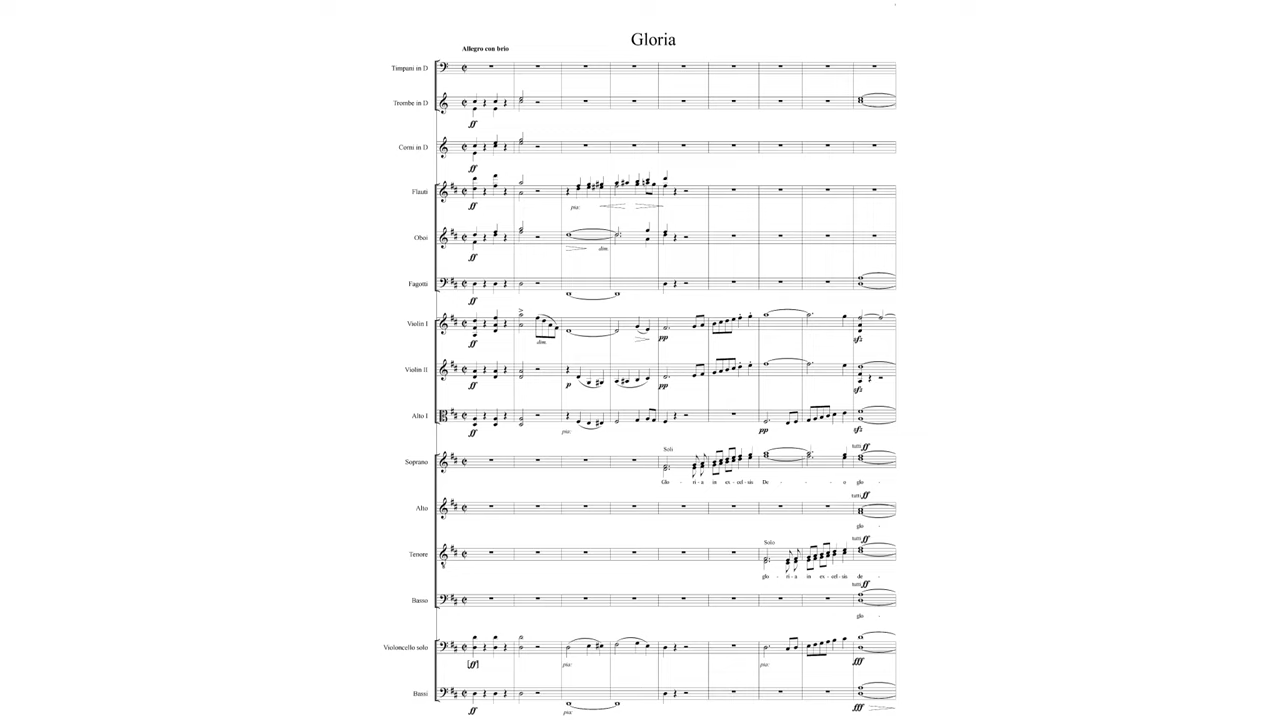 Gloria
Allegro con brio
Timpani in D
Trombe in D
ff
Corni in D
ff
Flauti
ff pia:
Oboi
ff dim
Fagotti
ff
Violin I
ff dim. pp sfz
Violin II
ff p pp sfz
Alto I
ff pia: pp sfz
Soli tutti ff
Soprano
Glo - ri - a in ex - cel - sis De - - o glo -
tutti ff
Alto
glo -
Solo tutti ff
Tenore
glo - ri - a in ex - cel - sis de -
tutti ff
Basso
glo -
Violoncello solo
pia: pia: fff
Bassi
ff pia: fff